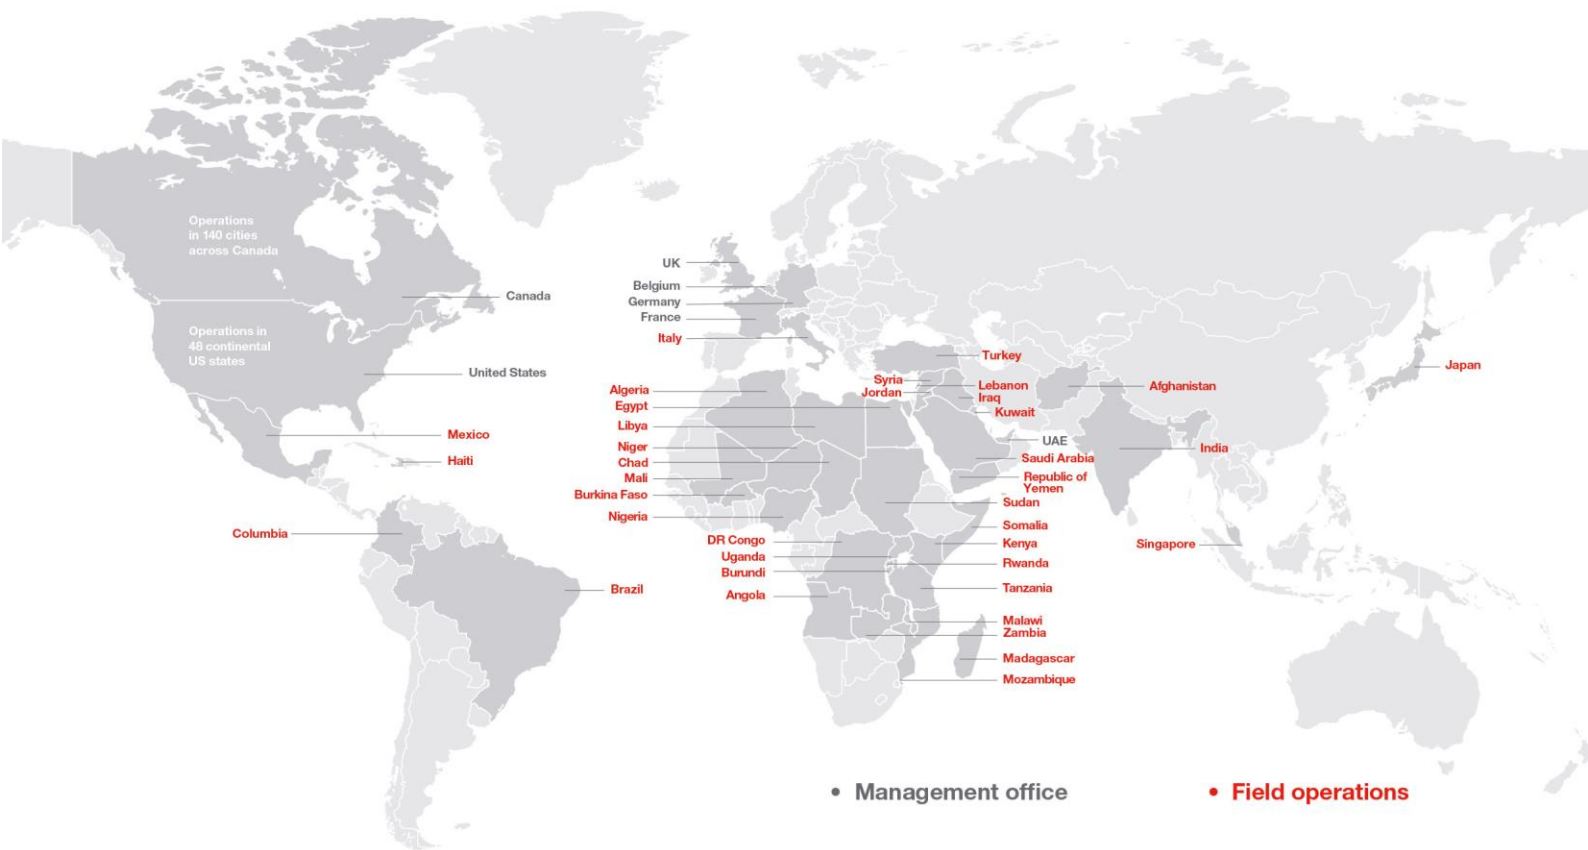 Operations
in 140 cities
across Canada
Operations in
48 continental
US states
Canada
United States
Mexico
Haiti
Columbia
Brazil
UK
Belgium
Germany
France
Italy
Algeria
Egypt
Libya
Niger
Chad
Mali
Burkina Faso
Nigeria
DR Congo
Uganda
Burundi
Angola
Turkey
Syria
Jordan
Lebanon
Iraq
Kuwait
Afghanistan
UAE
Saudi Arabia
Republic of
Yemen
Sudan
Somalia
Kenya
Rwanda
Tanzania
Malawi
Zambia
Madagascar
Mozambique
India
Singapore
Japan
• Management office
• Field operations